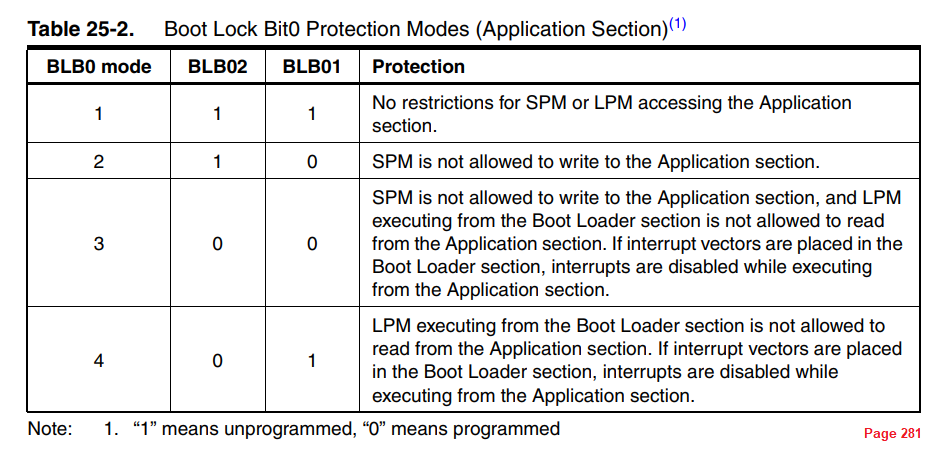 Table 25-2. Boot Lock Bit0 Protection Modes (Application Section)(1)
BLB0 mode BLB02 BLB01 Protection
1 1 1 No restrictions for SPM or LPM accessing the Application
section.
2 1 0 SPM is not allowed to write to the Application section.
3 0 0 SPM is not allowed to write to the Application section, and LPM
executing from the Boot Loader section is not allowed to read
from the Application section. If interrupt vectors are placed in the
Boot Loader section, interrupts are disabled while executing
from the Application section.
4 0 1 LPM executing from the Boot Loader section is not allowed to
read from the Application section. If interrupt vectors are placed
in the Boot Loader section, interrupts are disabled while
executing from the Application section.
Note: 1. “1” means unprogrammed, “0” means programmed
Page 281